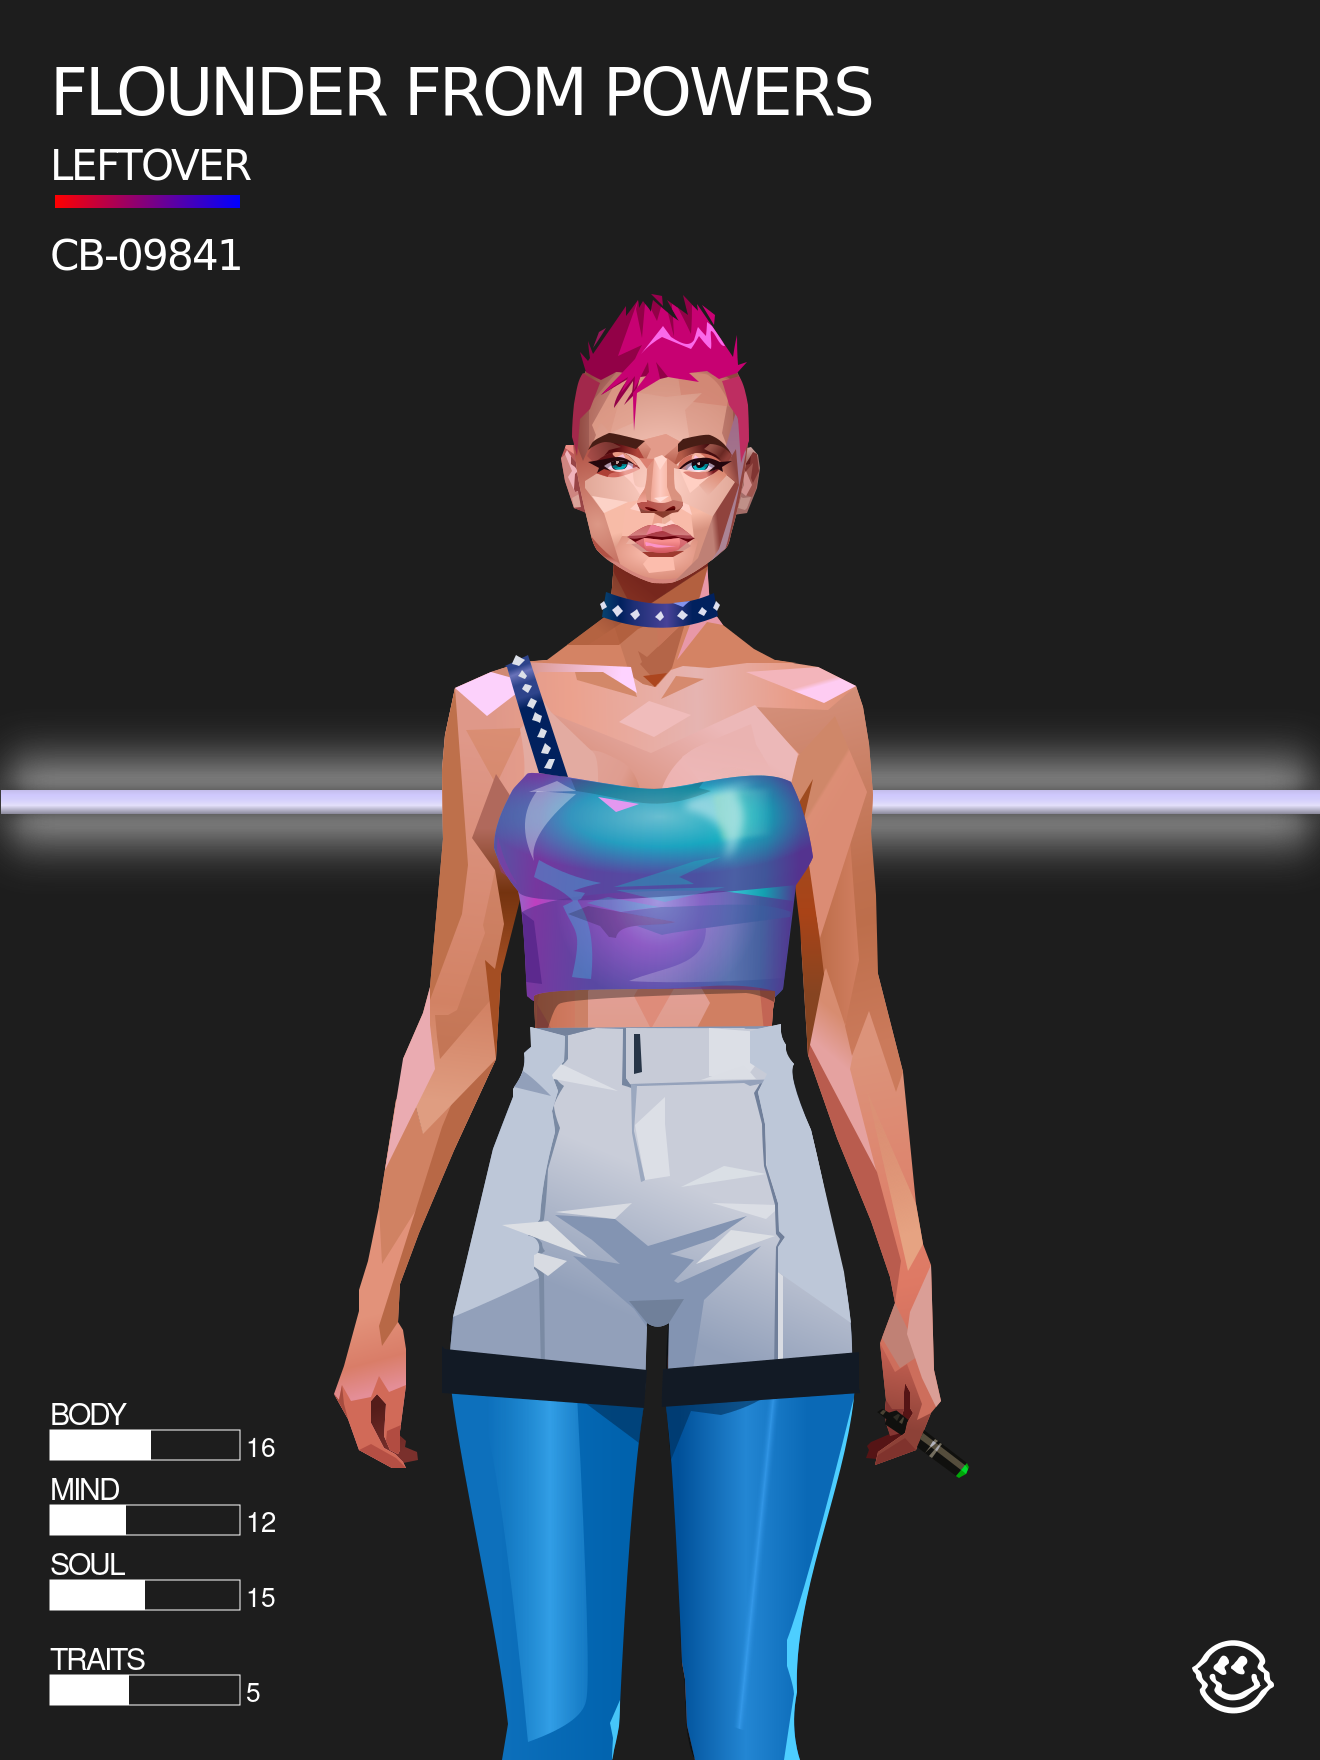 FLOUNDER FROM POWERS
LEFTOVER
CB-09841
BODY
16
MIND
12
SOUL
15
TRAITS
5